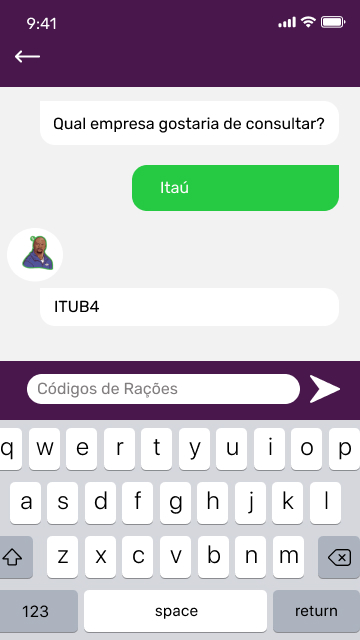 9:41
Qual empresa gostaria de consultar?
Itaú
ITUB4
Códigos de Rações
q w e r t y u i o p
a s d f g h j k l
z x c v b n m
123 space return